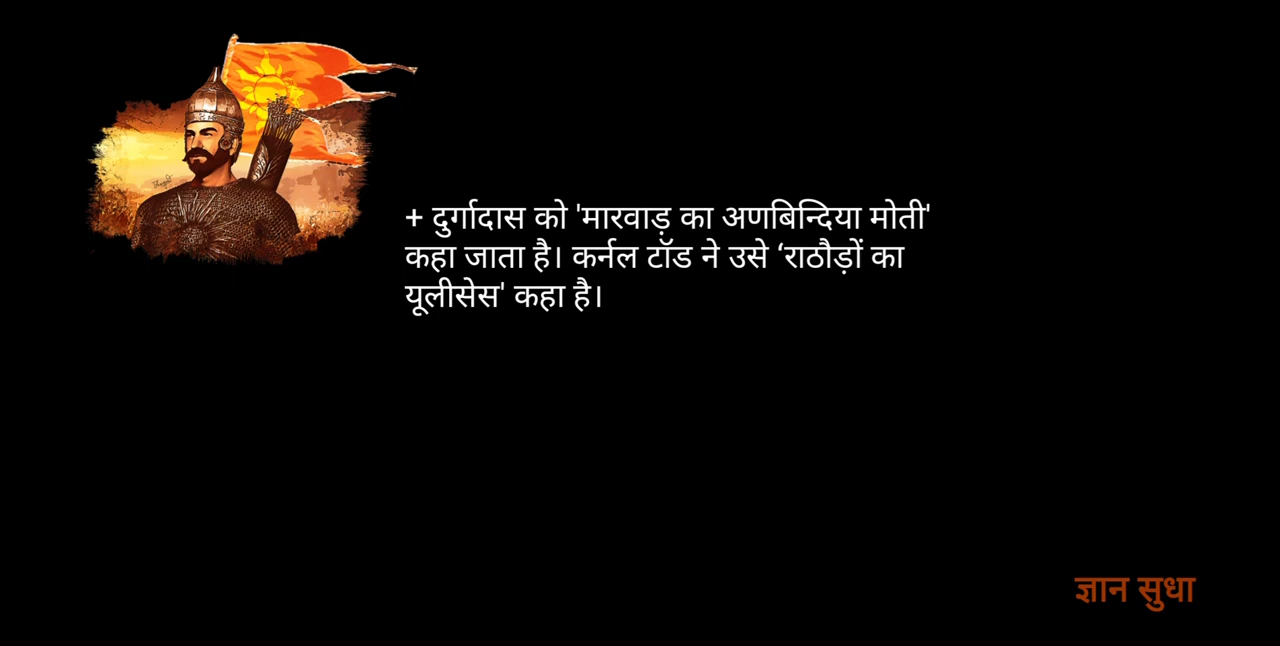 + दुर्गादास को 'मारवाड़ का अणबिन्दिया मोती'
कहा जाता है। कर्नल टॉड ने उसे ‘राठौड़ों का
यूलीसेस' कहा है।
ज्ञान सुधा